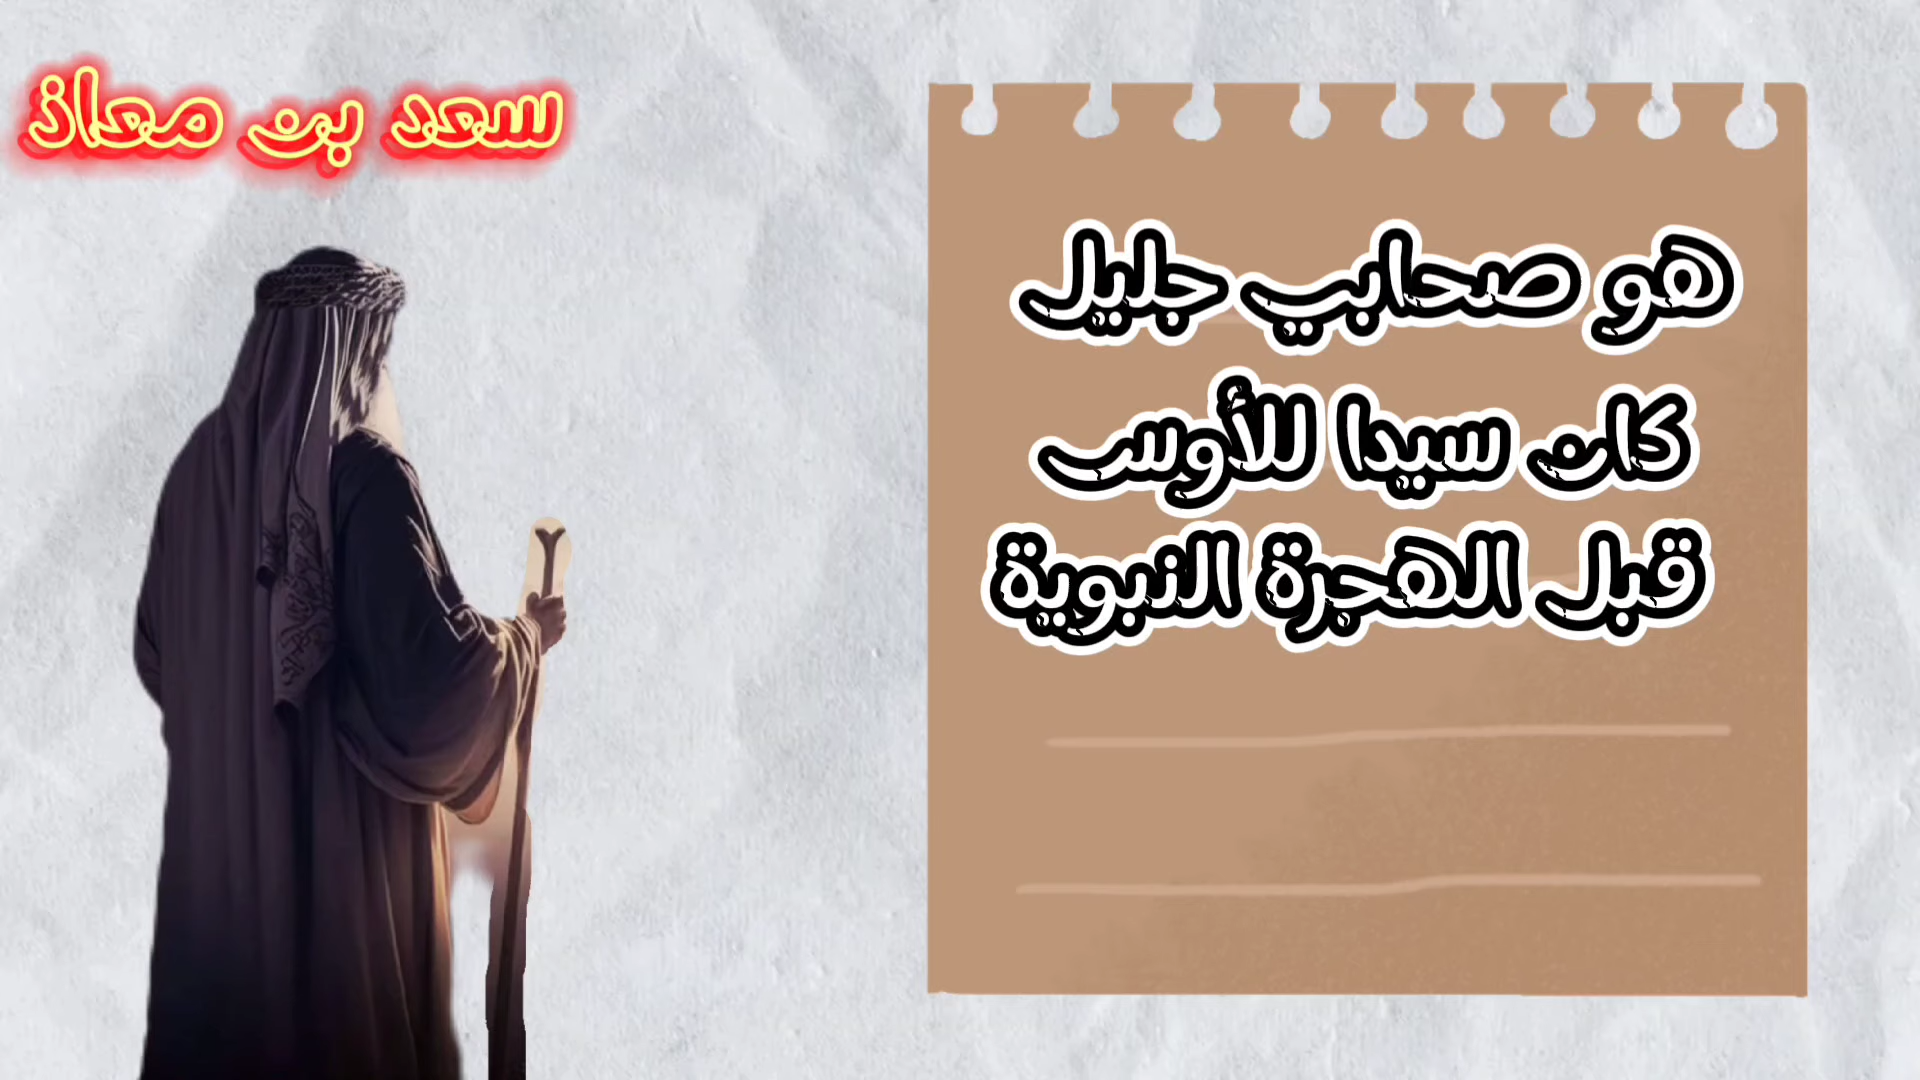 سعد بن معاذ
هو صحابي جليل
كان سيدا للأوس
قبل الهجرة النبوية